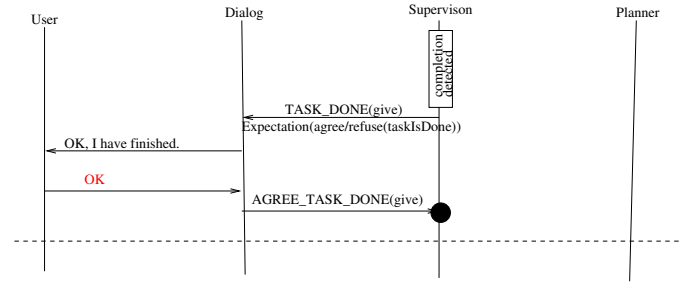 User
Dialog
Supervison
Planner
completion
detected
TASK_DONE(give)
Expectation(agree/refuse(taskIsDone))
OK, I have finished.
OK
AGREE_TASK_DONE(give)